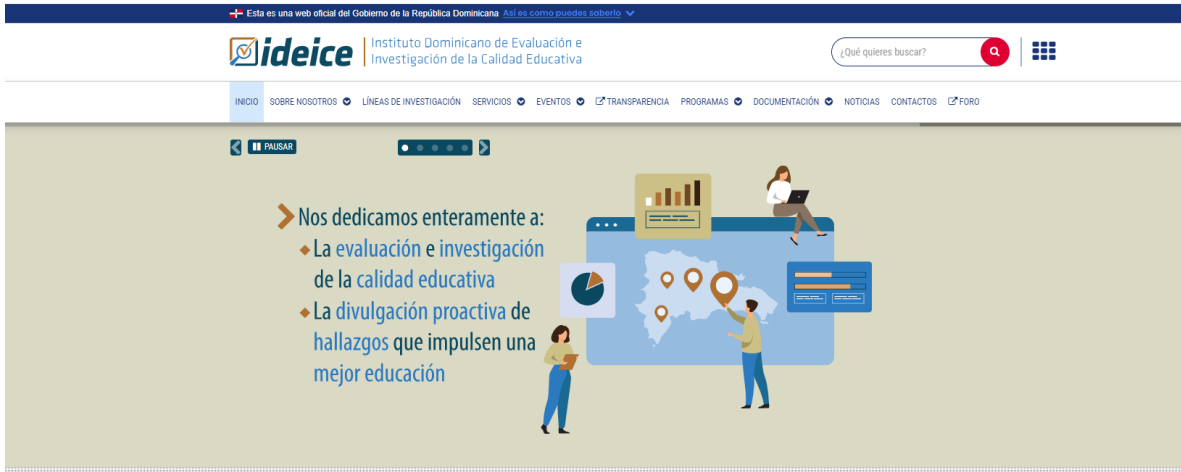 Esta es una web oficial del Gobierno de la República Dominicana Así es como puedes saberlo
ideice
Instituto Dominicano de Evaluación e
Investigación de la Calidad Educativa
¿Qué quieres buscar?
INICIO SOBRE NOSOTROS LÍNEAS DE INVESTIGACIÓN SERVICIOS EVENTOS TRANSPARENCIA PROGRAMAS DOCUMENTACIÓN NOTICIAS CONTACTOS FORO
PAUSAR
Nos dedicamos enteramente a:
La evaluación e investigación
de la calidad educativa
La divulgación proactiva de
hallazgos que impulsen una
mejor educación